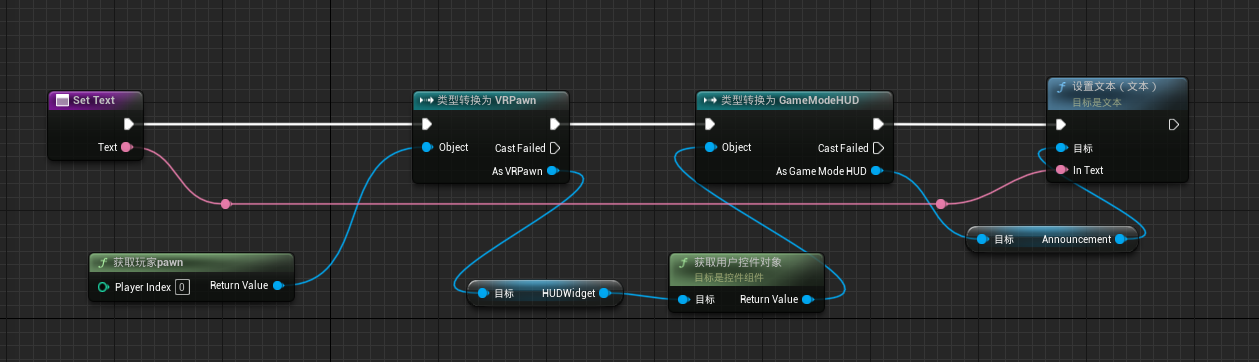 Set Text
Text
类型转换为 VRPawn
Object
Cast Failed
As VRPawn
类型转换为 GameModeHUD
Object
Cast Failed
As Game Mode HUD
设置文本（文本）
目标是文本
目标
In Text
获取玩家pawn
Player Index 0
Return Value
目标 HUDWidget
获取用户控件对象
目标是控件组件
目标 Return Value
目标 Announcement